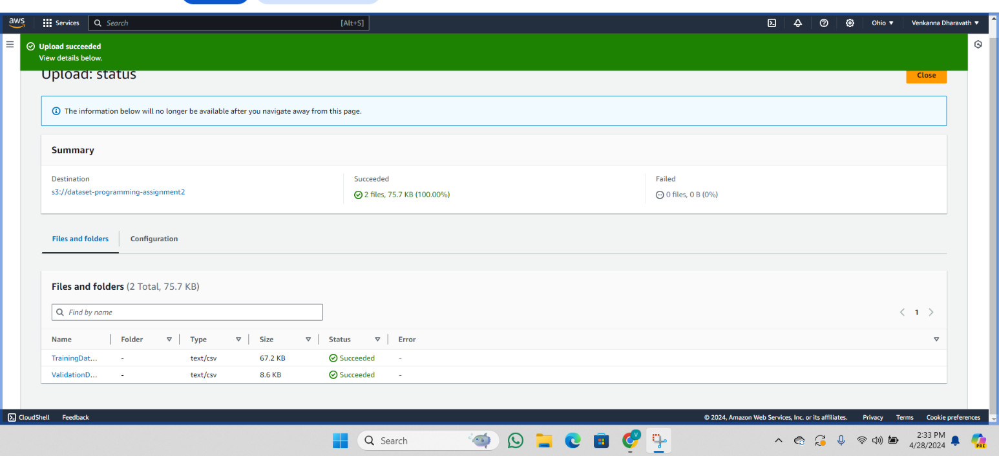 aws Services Search [Alt+S] Ohio ▼ Venkanna Dharavath ▼
Upload succeeded
View details below.
Upload: status
Close
The information below will no longer be available after you navigate away from this page.
Summary
Destination Succeeded Failed
s3://dataset-programming-assignment2 2 files, 75.7 KB (100.00%) 0 files, 0 B (0%)
Files and folders Configuration
Files and folders (2 Total, 75.7 KB)
Find by name
1
Name Folder Type Size Status Error
TrainingDat... - text/csv 67.2 KB Succeeded -
ValidationD... - text/csv 8.6 KB Succeeded -
CloudShell Feedback © 2024, Amazon Web Services, Inc. or its affiliates. Privacy Terms Cookie preferences
Search
V
PRE
2:33 PM
4/28/2024